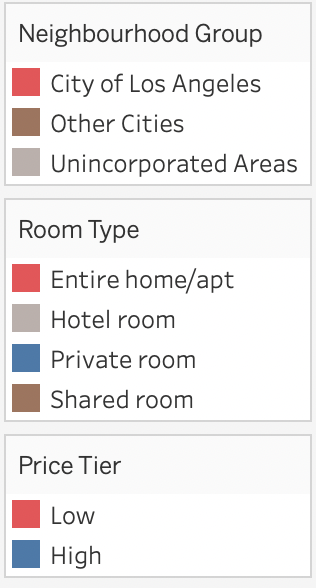 Neighbourhood Group
City of Los Angeles
Other Cities
Unincorporated Areas
Room Type
Entire home/apt
Hotel room
Private room
Shared room
Price Tier
Low
High